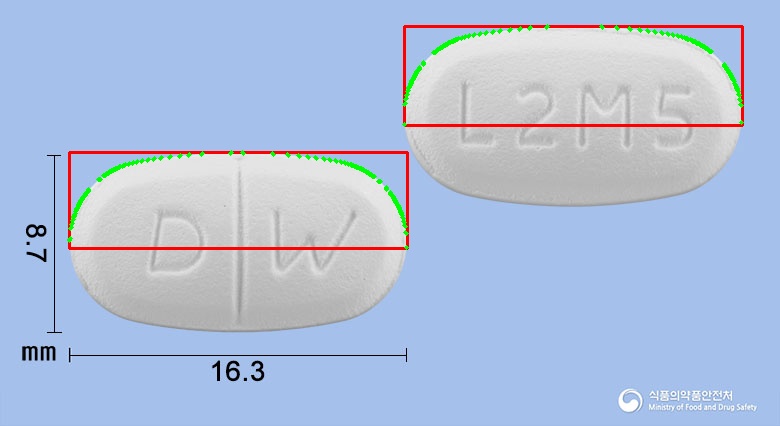 L2M5
D W
8.7
mm
16.3
식품의약품안전처
Ministry of Food and Drug Safety